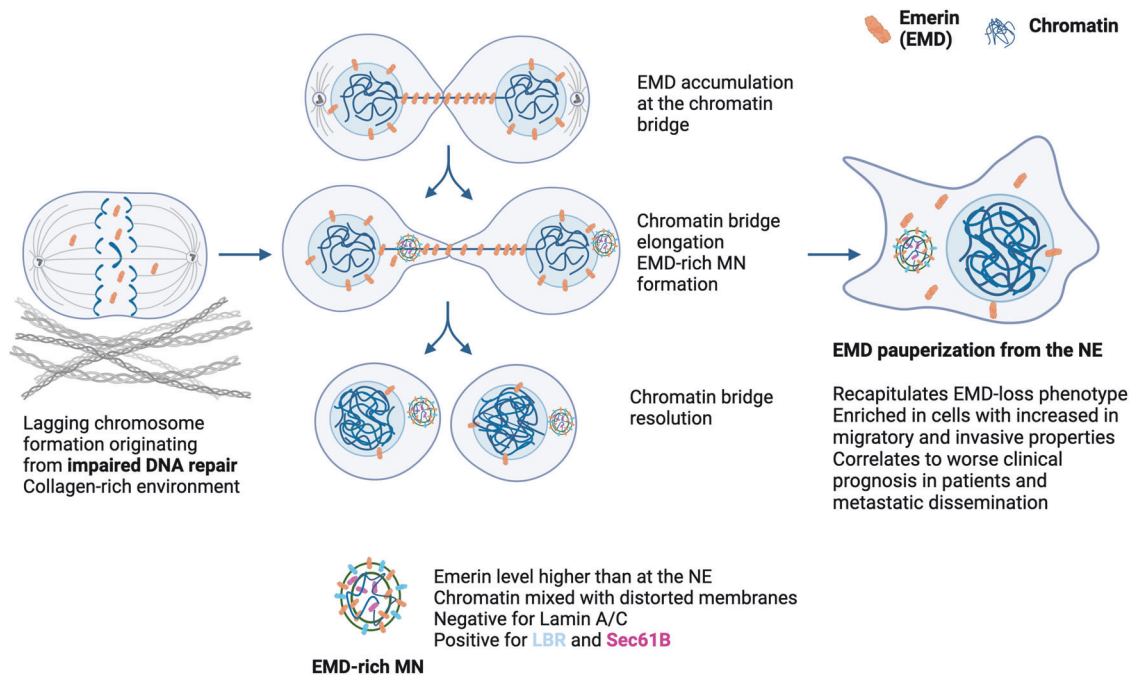 Emerin
(EMD)
Chromatin
EMD accumulation
at the chromatin
bridge
Chromatin bridge
elongation
EMD-rich MN
formation
Chromatin bridge
resolution
Lagging chromosome
formation originating
from impaired DNA repair
Collagen-rich environment
EMD pauperization from the NE
Recapitulates EMD-loss phenotype
Enriched in cells with increased in
migratory and invasive properties
Correlates to worse clinical
prognosis in patients and
metastatic dissemination
Emerin level higher than at the NE
Chromatin mixed with distorted membranes
Negative for Lamin A/C
Positive for LBR and Sec61B
EMD-rich MN